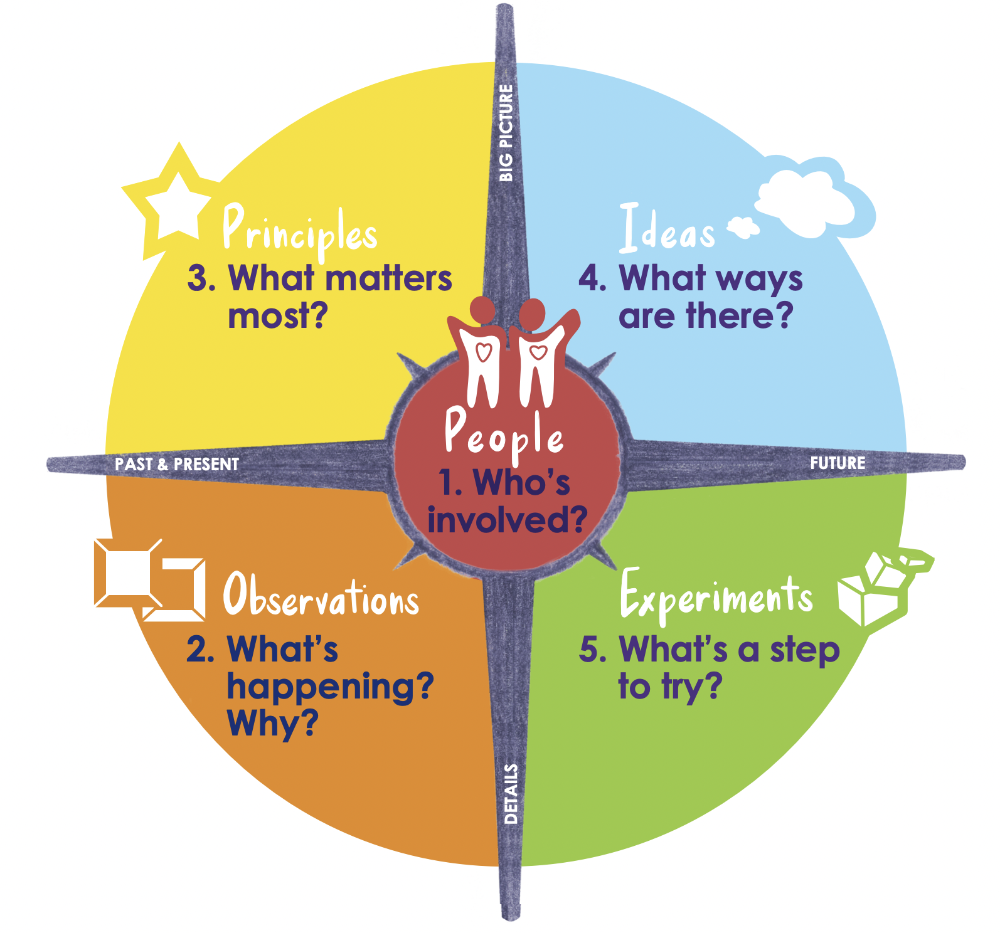 BIG PICTURE
Principles
3. What matters
most?
Ideas
4. What ways
are there?
PAST & PRESENT
People
1. Who’s
involved?
FUTURE
Observations
2. What’s
happening?
Why?
Experiments
5. What’s a step
to try?
DETAILS